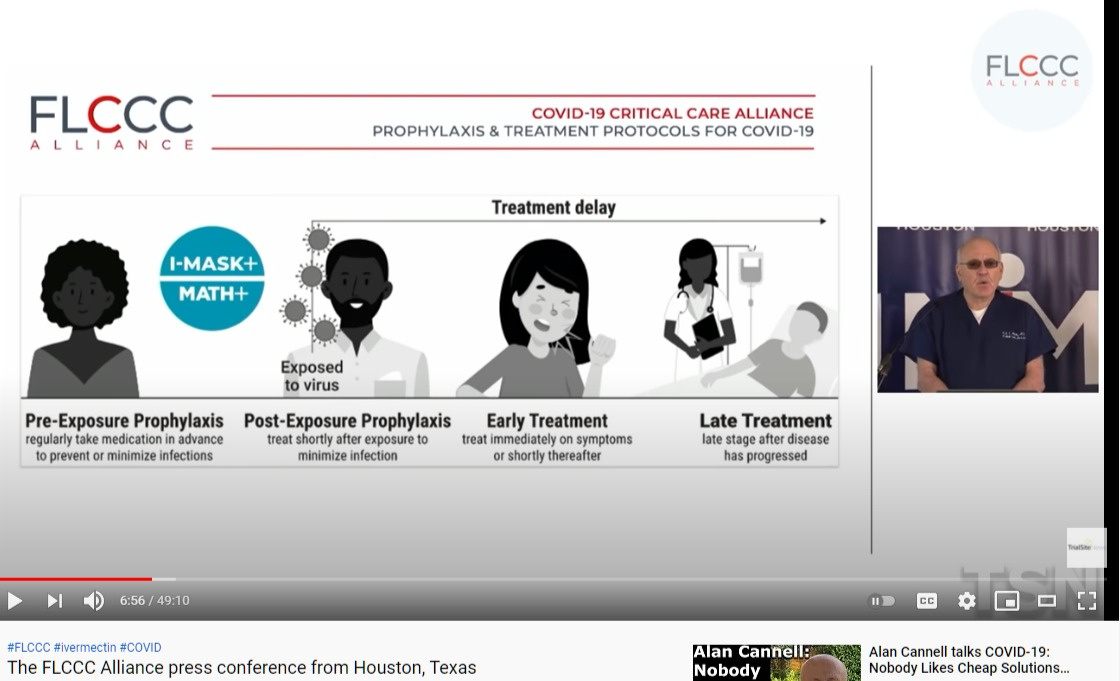 FLCCC
ALLIANCE
FLCCC
ALLIANCE
COVID-19 CRITICAL CARE ALLIANCE
PROPHYLAXIS & TREATMENT PROTOCOLS FOR COVID-19
Treatment delay
I-MASK+
MATH+
Exposed
to virus
Pre-Exposure Prophylaxis
regularly take medication in advance
to prevent or minimize infections
Post-Exposure Prophylaxis
treat shortly after exposure to
minimize infection
Early Treatment
treat immediately on symptoms
or shortly thereafter
Late Treatment
late stage after disease
has progressed
HOUSTON HOUSTON
M
TrialSite
TSN
6:56 / 49:10
CC
#FLCCC #ivermectin #COVID
The FLCCC Alliance press conference from Houston, Texas
Alan Cannell:
Nobody
Alan Cannell talks COVID-19:
Nobody Likes Cheap Solutions...